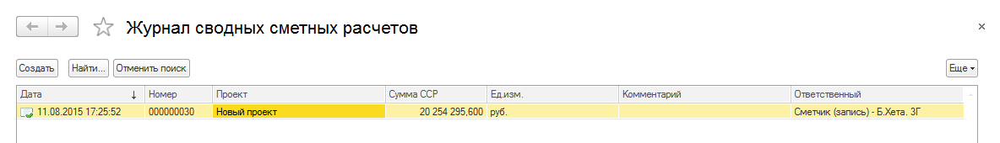 Журнал сводных сметных расчетов
Создать Найти... Отменить поиск Еще
Дата Номер Проект Сумма ССР Ед.изм. Комментарий Ответственный
11.08.2015 17:25:52 000000030 Новый проект 20 254 295,600 руб. Сметчик (запись) - Б.Хета. ЗГ